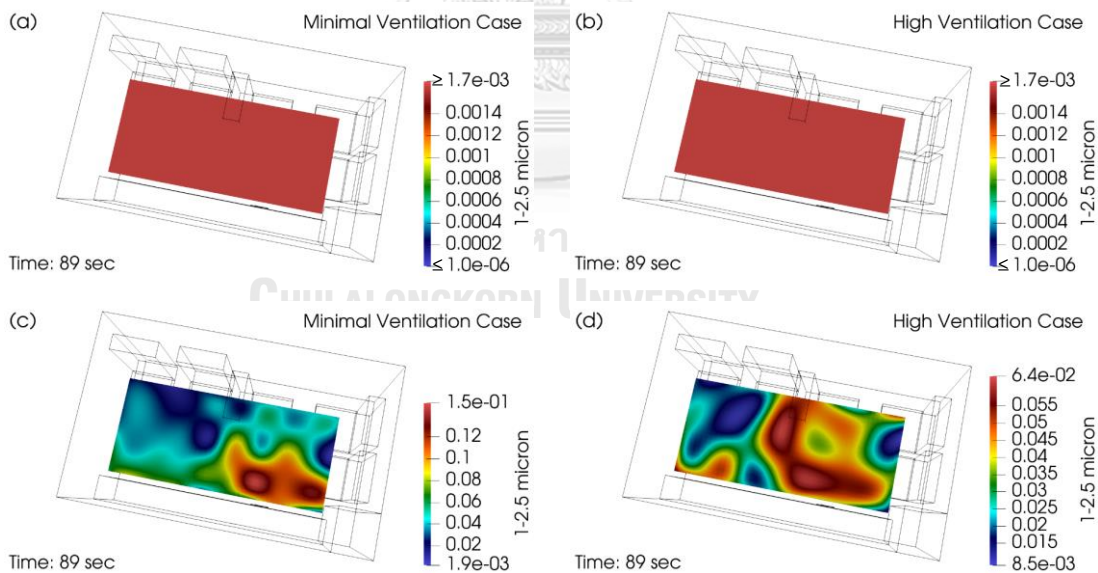 (a) Minimal Ventilation Case
≥ 1.7e-03
0.0014
0.0012
0.001
0.0008
0.0006
0.0004
0.0002
≤ 1.0e-06
1-2.5 micron
Time: 89 sec
(b) High Ventilation Case
≥ 1.7e-03
0.0014
0.0012
0.001
0.0008
0.0006
0.0004
0.0002
≤ 1.0e-06
1-2.5 micron
Time: 89 sec
CHULALONGKORN UNIVERSITY
(c) Minimal Ventilation Case
1.5e-01
0.12
0.1
0.08
0.06
0.04
0.02
1.9e-03
1-2.5 micron
Time: 89 sec
(d) High Ventilation Case
6.4e-02
0.055
0.05
0.045
0.04
0.035
0.03
0.025
0.02
0.015
8.5e-03
1-2.5 micron
Time: 89 sec